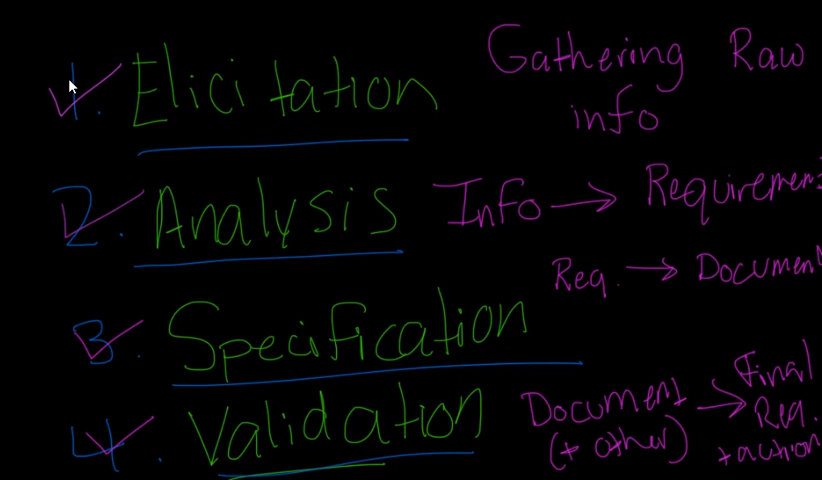 1. Elicitation
Gathering Raw
info
2. Analysis
Info → Requirements
Req. → Document
3. Specification
4. Validation
Document
(+ other)
→ Final
Req.
+ action